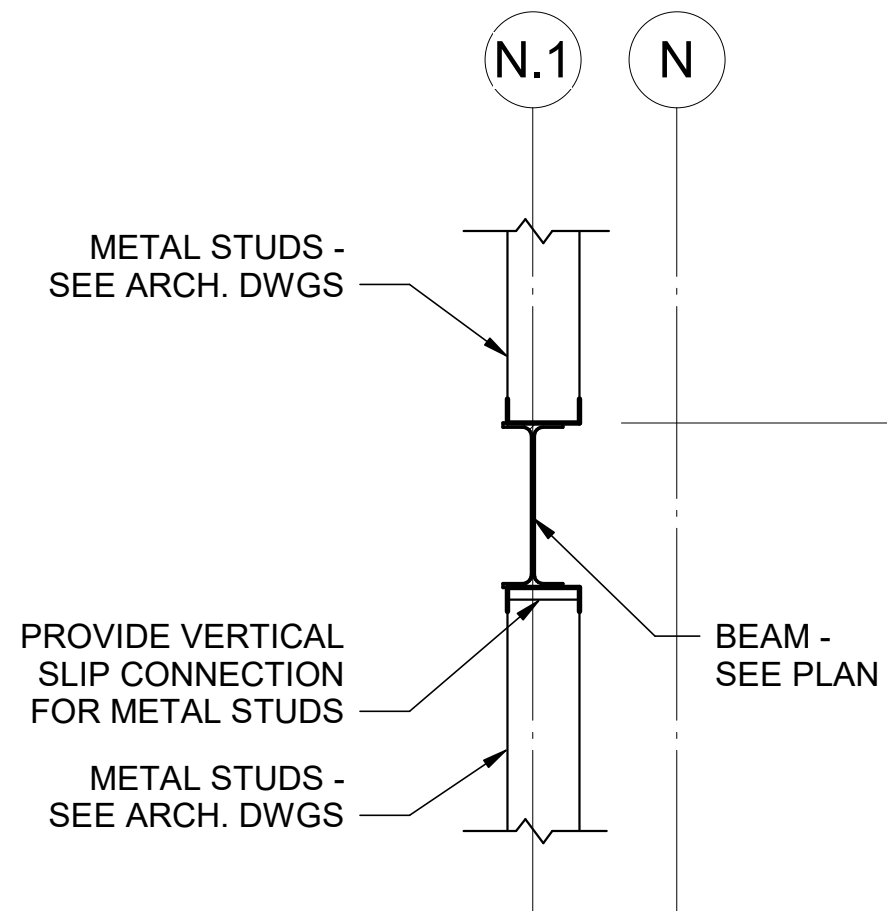 N.1
N
METAL STUDS -
SEE ARCH. DWGS
PROVIDE VERTICAL
SLIP CONNECTION
FOR METAL STUDS
BEAM -
SEE PLAN
METAL STUDS -
SEE ARCH. DWGS